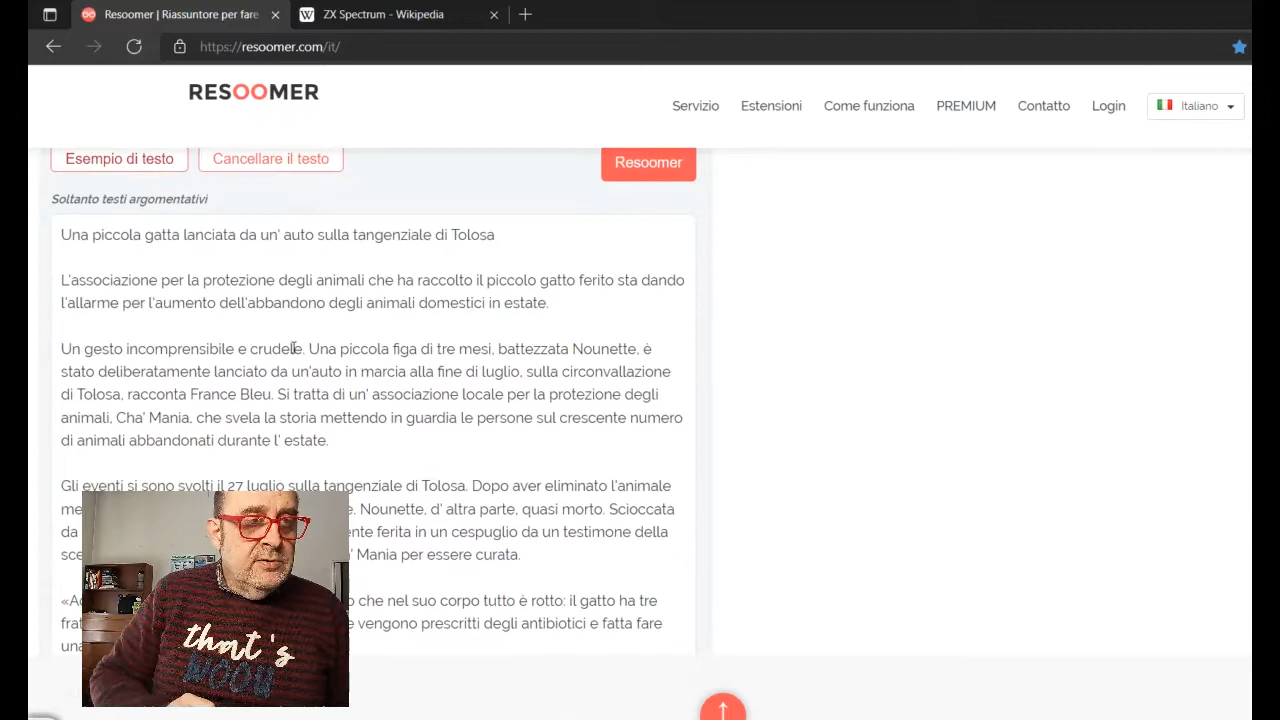 Resoomer | Riassuntore per fare
ZX Spectrum - Wikipedia
https://resoomer.com/it/
RESOOMER
Servizio Estensioni Come funziona PREMIUM Contatto Login Italiano
Esempio di testo Cancellare il testo Resoomer
Soltanto testi argomentativi
Una piccola gatta lanciata da un' auto sulla tangenziale di Tolosa
L'associazione per la protezione degli animali che ha raccolto il piccolo gatto ferito sta dando
l'allarme per l'aumento dell'abbandono degli animali domestici in estate.
Un gesto incomprensibile e crudele. Una piccola figa di tre mesi, battezzata Nounette, è
stato deliberatamente lanciato da un'auto in marcia alla fine di luglio, sulla circonvallazione
di Tolosa, racconta France Bleu. Si tratta di un' associazione locale per la protezione degli
animali, Cha' Mania, che svela la storia mettendo in guardia le persone sul crescente numero
di animali abbandonati durante l' estate.
Gli eventi si sono svolti il 27 luglio sulla tangenziale di Tolosa. Dopo aver eliminato l'animale
me e. Nounette, d' altra parte, quasi morto. Scioccata
da ente ferita in un cespuglio da un testimone della
sce ' Mania per essere curata.
«Ac o che nel suo corpo tutto è rotto: il gatto ha tre
frat e vengono prescritti degli antibiotici e fatta fare
una
that's
NOOU